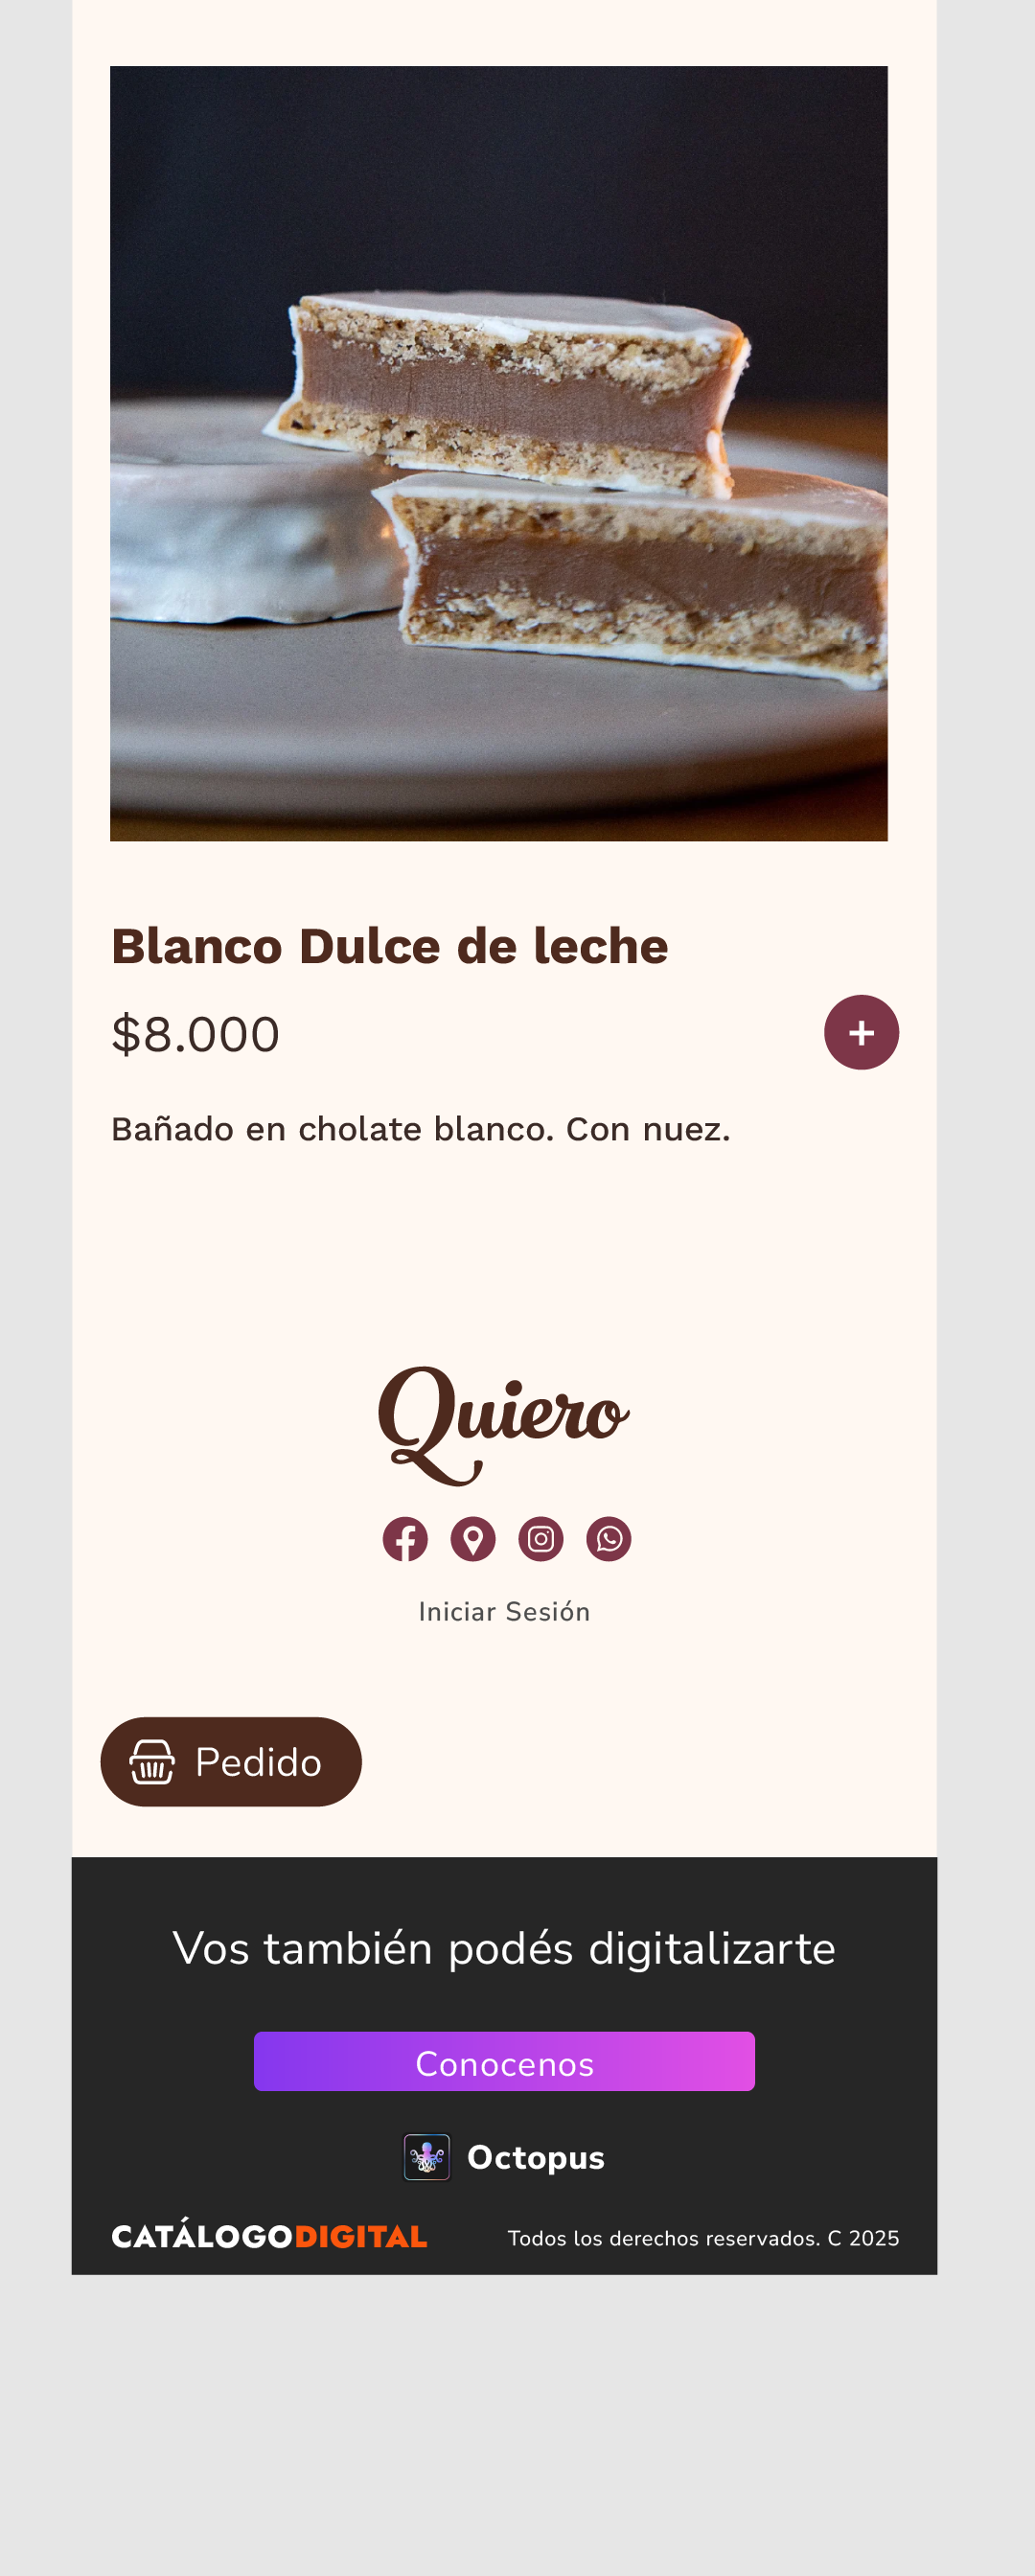 Blanco Dulce de leche
$8.000
Bañado en cholate blanco. Con nuez.
Quiero
Iniciar Sesión
Pedido
Vos también podés digitalizarte
Conocenos
Octopus
CATÁLOGODIGITAL
Todos los derechos reservados. C 2025